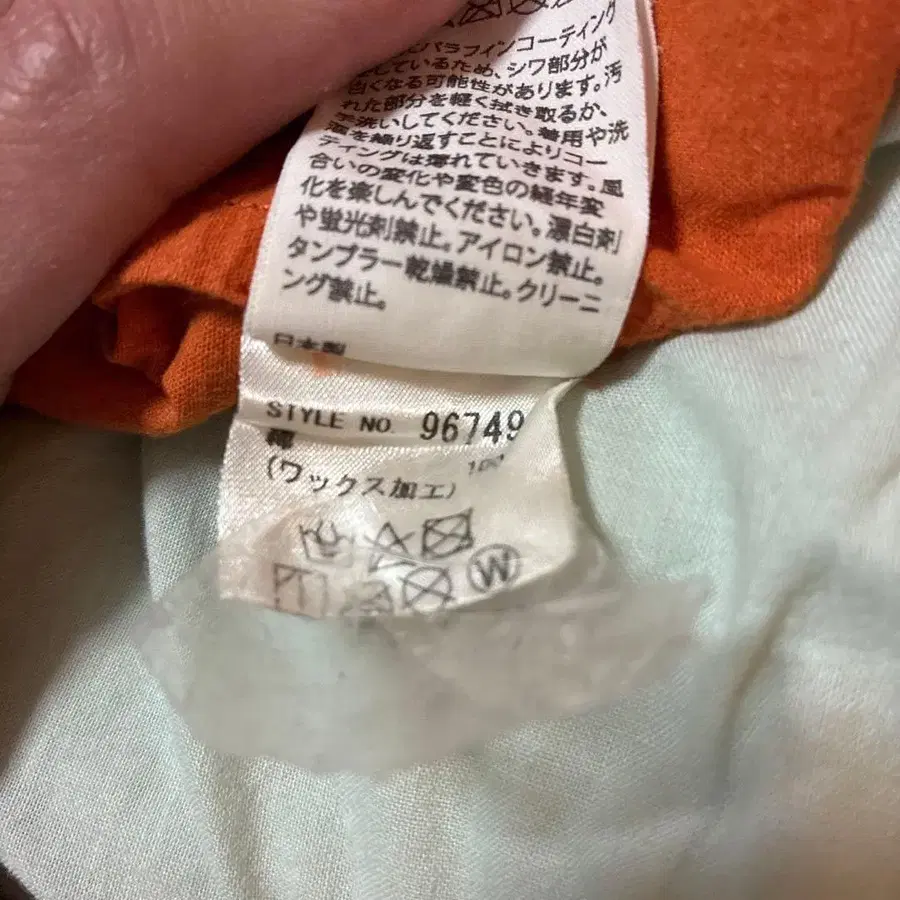 パラフィンコーティング
しているため、シワ部分が
白くなる可能性があります。汚
れた部分を軽く拭き取るか、
手洗いしてください。着用や洗
濯を繰り返すことによりコー
ティングは薄れていきます。風
合いの変化や変色の経年変
化を楽しんでください。漂白剤
や蛍光剤禁止。アイロン禁止。
タンブラー乾燥禁止。クリーニ
ング禁止。
日本製
STYLE NO. 96749
綿
(ワックス加工)
W